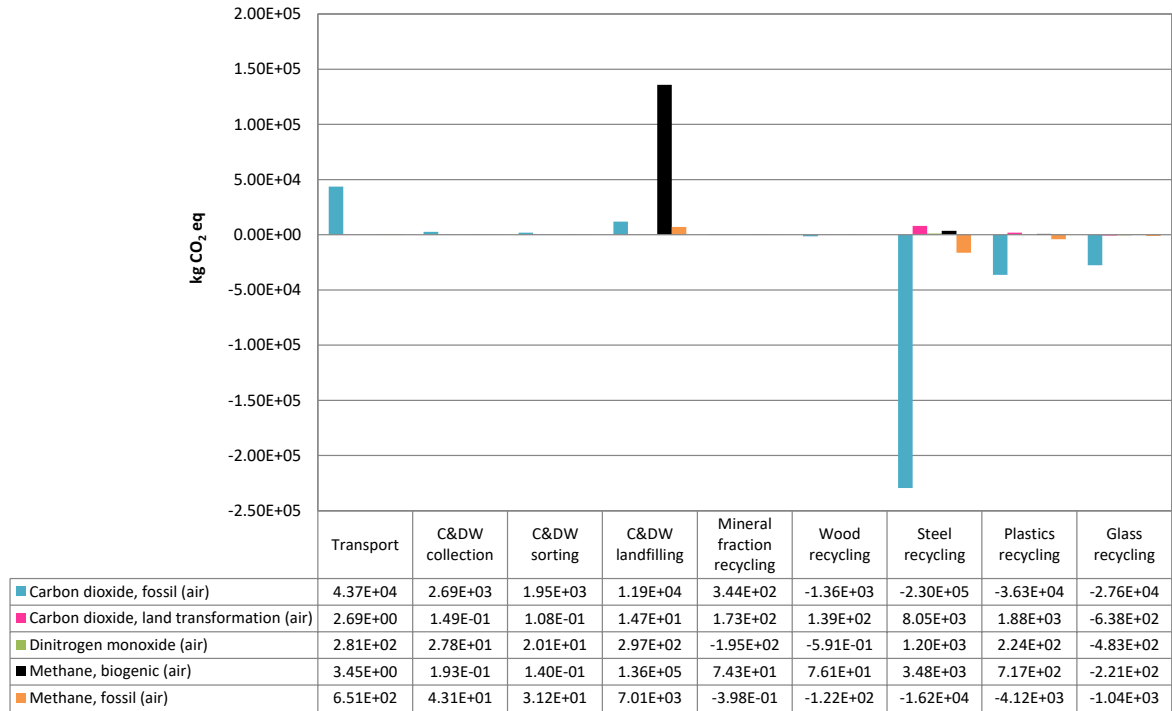 2.00E+05
1.50E+05
1.00E+05
5.00E+04
0.00E+00
-5.00E+04
-1.00E+05
-1.50E+05
-2.00E+05
-2.50E+05
kg CO₂ eq
Transport
C&DW
collection
C&DW
sorting
C&DW
landfilling
Mineral
fraction
recycling
Wood
recycling
Steel
recycling
Plastics
recycling
Glass
recycling
Carbon dioxide, fossil (air) 4.37E+04 2.69E+03 1.95E+03 1.19E+04 3.44E+02 -1.36E+03 -2.30E+05 -3.63E+04 -2.76E+04
Carbon dioxide, land transformation (air) 2.69E+00 1.49E-01 1.08E-01 1.47E+01 1.73E+02 1.39E+02 8.05E+03 1.88E+03 -6.38E+02
Dinitrogen monoxide (air) 2.81E+02 2.78E+01 2.01E+01 2.97E+02 -1.95E+02 -5.91E-01 1.20E+03 2.24E+02 -4.83E+02
Methane, biogenic (air) 3.45E+00 1.93E-01 1.40E-01 1.36E+05 7.43E+01 7.61E+01 3.48E+03 7.17E+02 -2.21E+02
Methane, fossil (air) 6.51E+02 4.31E+01 3.12E+01 7.01E+03 -3.98E-01 -1.22E+02 -1.62E+04 -4.12E+03 -1.04E+03